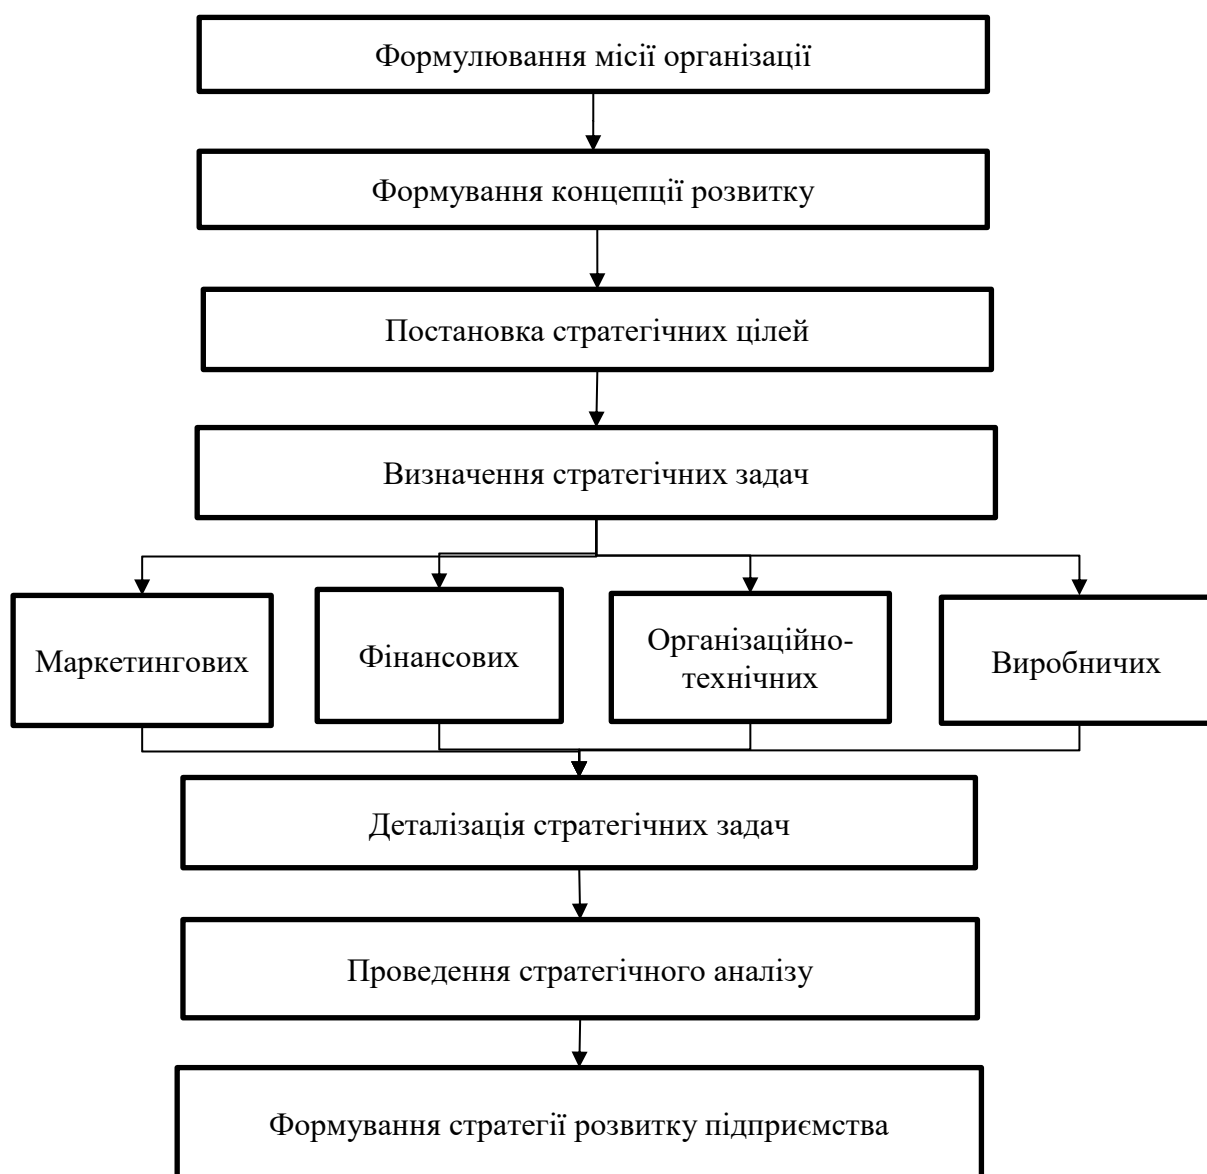 Формулювання місії організації
Формування концепції розвитку
Постановка стратегічних цілей
Визначення стратегічних задач
Маркетингових
Фінансових
Організаційно-
технічних
Виробничих
Деталізація стратегічних задач
Проведення стратегічного аналізу
Формування стратегії розвитку підприємства